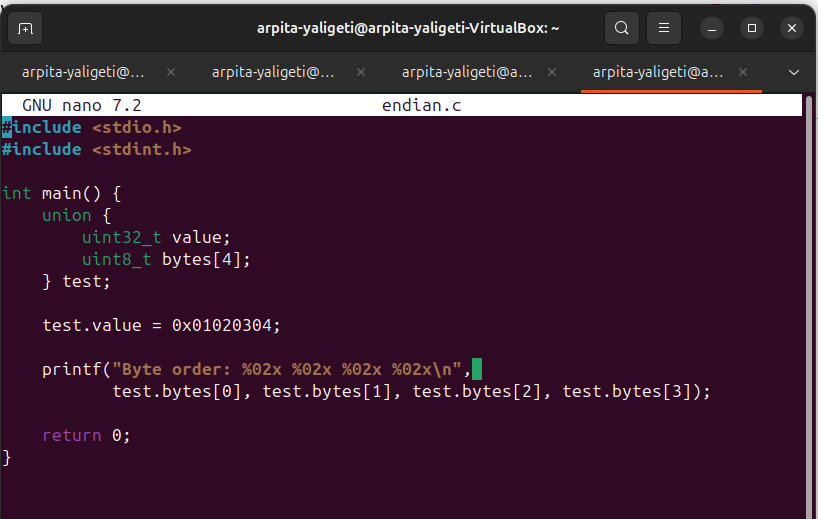 arpita-yaligeti@arpita-yaligeti-VirtualBox: ~
arpita-yaligeti@... × arpita-yaligeti@... × arpita-yaligeti@a... × arpita-yaligeti@a... ×
GNU nano 7.2 endian.c
#include <stdio.h>
#include <stdint.h>
int main() {
    union {
        uint32_t value;
        uint8_t bytes[4];
    } test;
    test.value = 0x01020304;
    printf("Byte order: %02x %02x %02x %02x\n",
           test.bytes[0], test.bytes[1], test.bytes[2], test.bytes[3]);
    return 0;
}